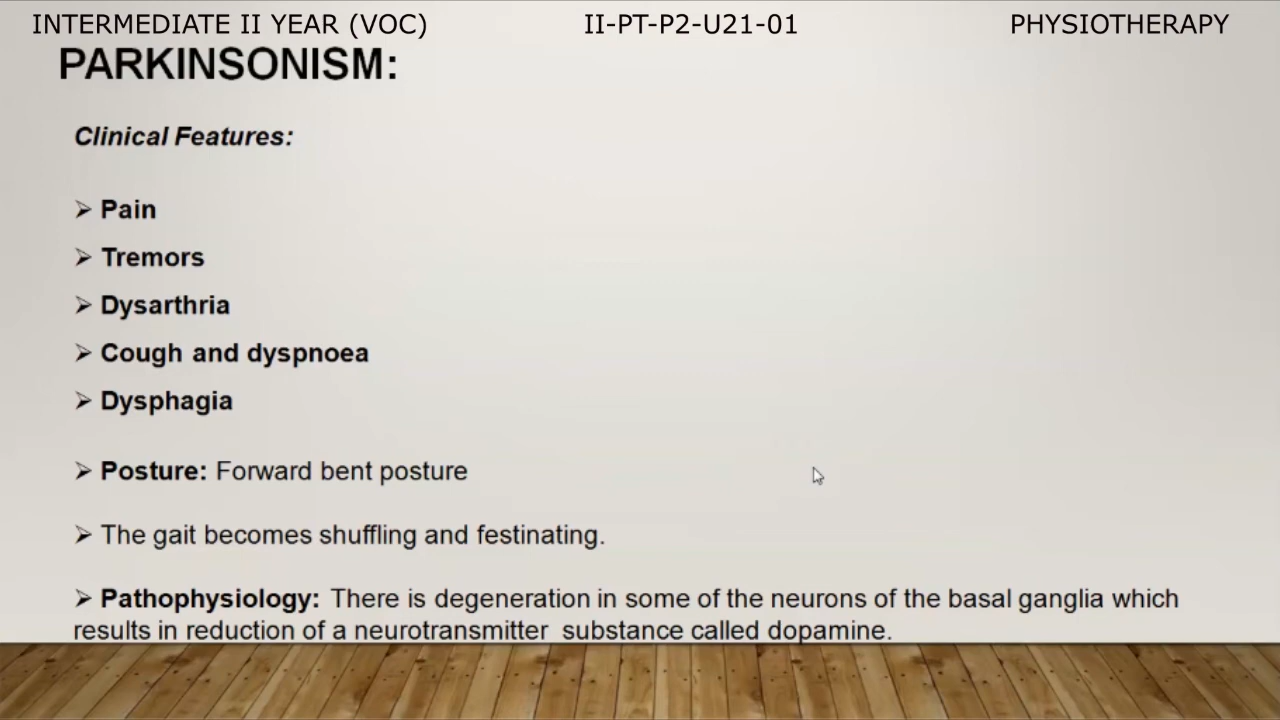 INTERMEDIATE II YEAR (VOC) II-PT-P2-U21-01 PHYSIOTHERAPY
PARKINSONISM:
Clinical Features:
➢ Pain
➢ Tremors
➢ Dysarthria
➢ Cough and dyspnoea
➢ Dysphagia
➢ Posture: Forward bent posture
➢ The gait becomes shuffling and festinating.
➢ Pathophysiology: There is degeneration in some of the neurons of the basal ganglia which
results in reduction of a neurotransmitter substance called dopamine.